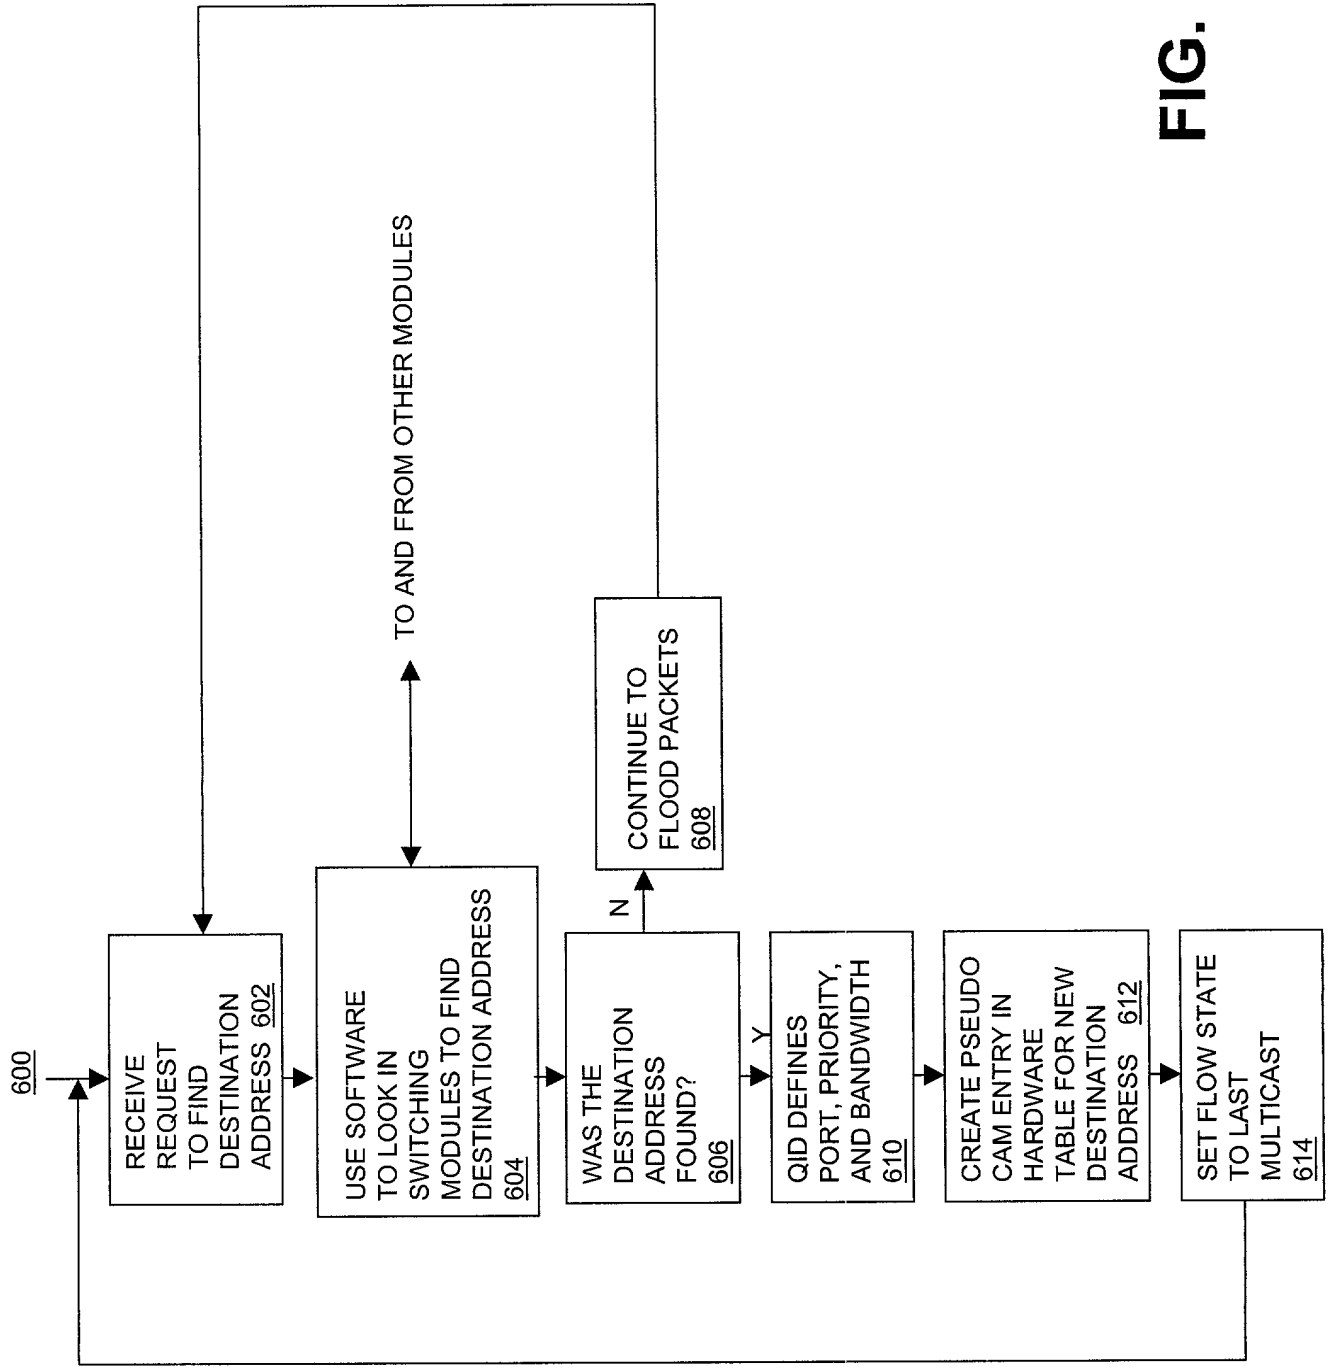 600
RECEIVE
REQUEST
TO FIND
DESTINATION
ADDRESS 602
USE SOFTWARE
TO LOOK IN
SWITCHING
MODULES TO FIND
DESTINATION ADDRESS
604
TO AND FROM OTHER MODULES
WAS THE
DESTINATION
ADDRESS
FOUND?
606
N
CONTINUE TO
FLOOD PACKETS
608
Y
QID DEFINES
PORT, PRIORITY,
AND BANDWIDTH
610
CREATE PSEUDO
CAM ENTRY IN
HARDWARE
TABLE FOR NEW
DESTINATION
ADDRESS 612
SET FLOW STATE
TO LAST
MULTICAST
614
FIG.